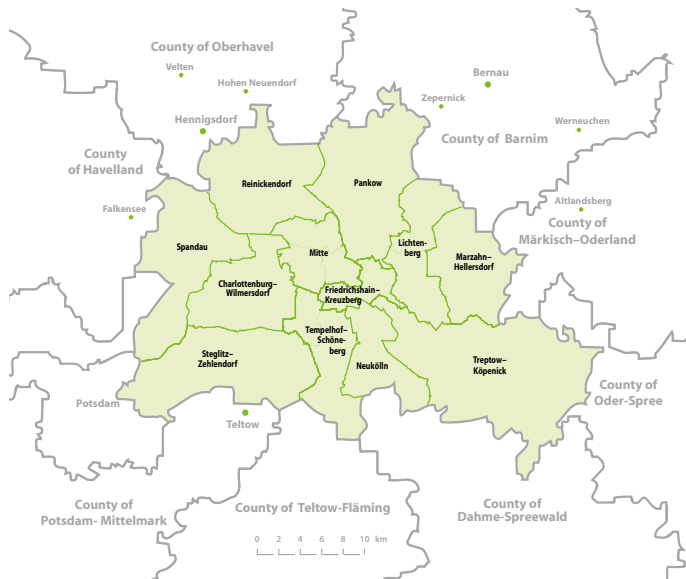 County of Oberhavel
Velten
Hohen Neuendorf
Bernau
Zepernick
Hennigsdorf
Werneuchen
County of Barnim
County
of Havelland
Reinickendorf
Pankow
Altlandsberg
Falkensee
County of
Märkisch–Oderland
Spandau
Mitte
Lichten-
berg
Marzahn–
Hellersdorf
Charlottenburg–
Wilmersdorf
Friedrichshain–
Kreuzberg
Tempelhof–
Schöne-
berg
Steglitz–
Zehlendorf
Neukölln
Treptow–
Köpenick
County of
Oder-Spree
Potsdam
Teltow
County of
Potsdam- Mittelmark
County of Teltow-Fläming
County of
Dahme-Spreewald
0 2 4 6 8 10 km